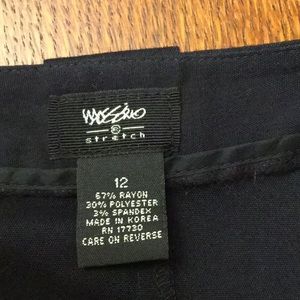 mossimo
stretch
12
67% RAYON
30% POLYESTER
3% SPANDEX
MADE IN KOREA
RN 17730
CARE ON REVERSE